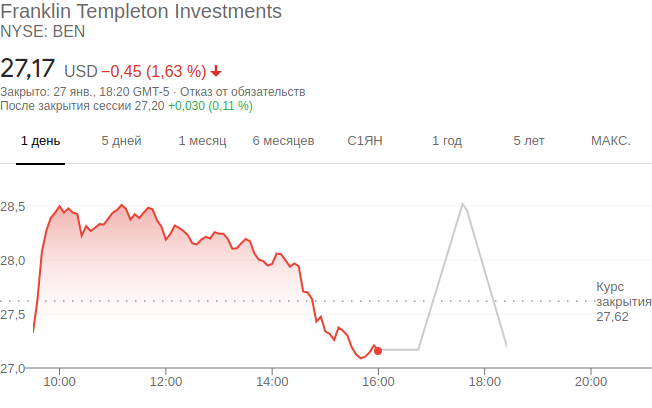 Franklin Templeton Investments
NYSE: BEN
27,17 USD −0,45 (1,63 %)
Закрыто: 27 янв., 18:20 GMT-5 · Отказ от обязательств
После закрытия сессии 27,20 +0,030 (0,11 %)
1 день 5 дней 1 месяц 6 месяцев С1ЯН 1 год 5 лет МАКС.
28,5
28,0
Курс
закрытия
27,62
27,5
27,0
10:00 12:00 14:00 16:00 18:00 20:00